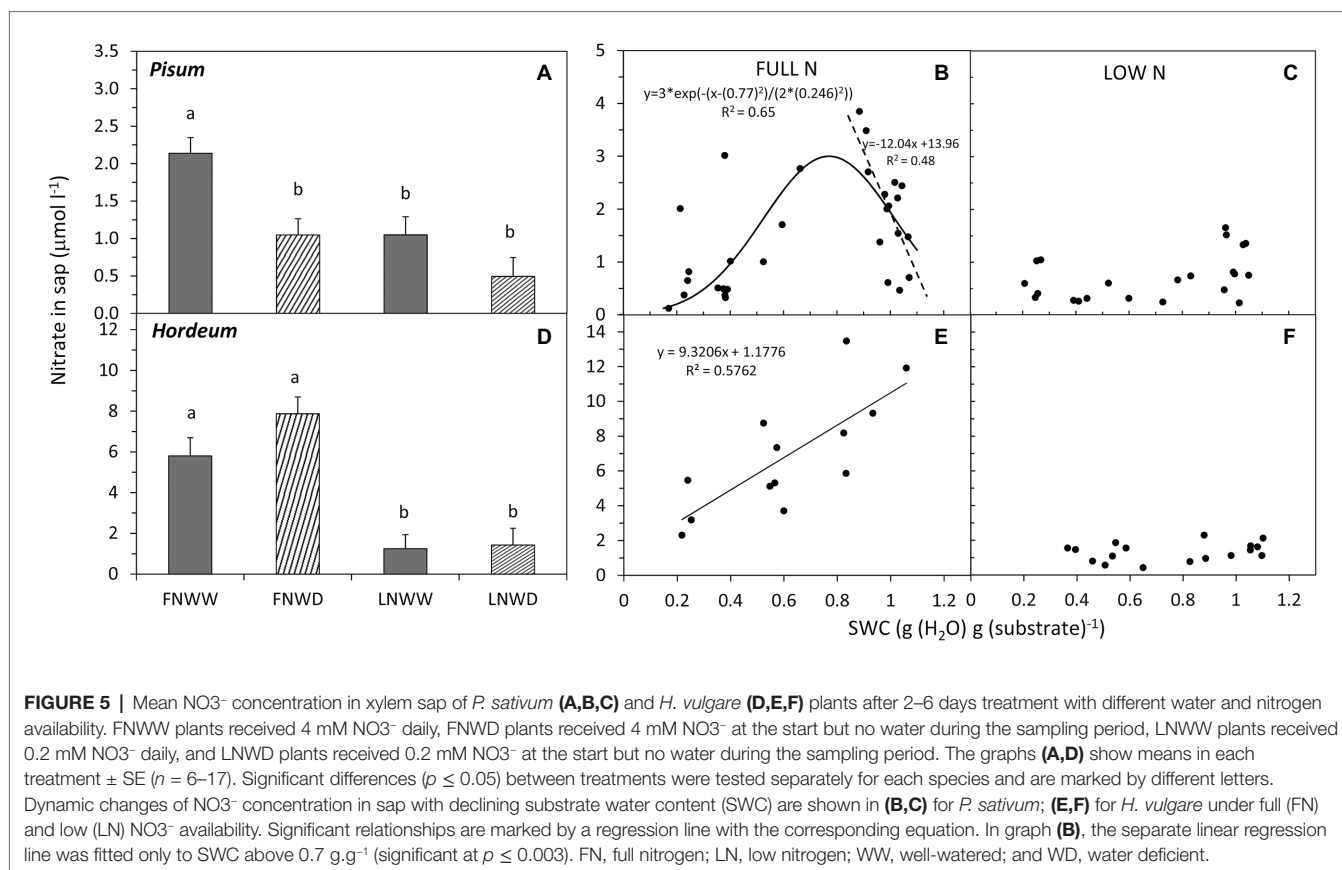 Pisum
A
Nitrate in sap (µmol l⁻¹)
3.5
3.0
2.5
2.0
1.5
1.0
0.5
0.0
a
b
b
b
FULL N
B
y=3*exp(-(x-(0.77)²)/(2*(0.246)²))
R² = 0.65
y=-12.04x +13.96
R² = 0.48
5
4
3
2
1
0
LOW N
C
Hordeum
D
12
10
8
6
4
2
0
a
a
b
b
FNWW FNWD LNWW LNWD
E
y = 9.3206x + 1.1776
R² = 0.5762
14
12
10
8
6
4
2
0
0 0.2 0.4 0.6 0.8 1 1.2
F
0 0.2 0.4 0.6 0.8 1 1.2
SWC (g (H₂O) g (substrate)⁻¹)
FIGURE 5 | Mean NO3⁻ concentration in xylem sap of P. sativum (A,B,C) and H. vulgare (D,E,F) plants after 2–6 days treatment with different water and nitrogen
availability. FNWW plants received 4 mM NO3⁻ daily, FNWD plants received 4 mM NO3⁻ at the start but no water during the sampling period, LNWW plants received
0.2 mM NO3⁻ daily, and LNWD plants received 0.2 mM NO3⁻ at the start but no water during the sampling period. The graphs (A,D) show means in each
treatment ± SE (n = 6–17). Significant differences (p ≤ 0.05) between treatments were tested separately for each species and are marked by different letters.
Dynamic changes of NO3⁻ concentration in sap with declining substrate water content (SWC) are shown in (B,C) for P. sativum; (E,F) for H. vulgare under full (FN)
and low (LN) NO3⁻ availability. Significant relationships are marked by a regression line with the corresponding equation. In graph (B), the separate linear regression
line was fitted only to SWC above 0.7 g.g⁻¹ (significant at p ≤ 0.003). FN, full nitrogen; LN, low nitrogen; WW, well-watered; and WD, water deficient.